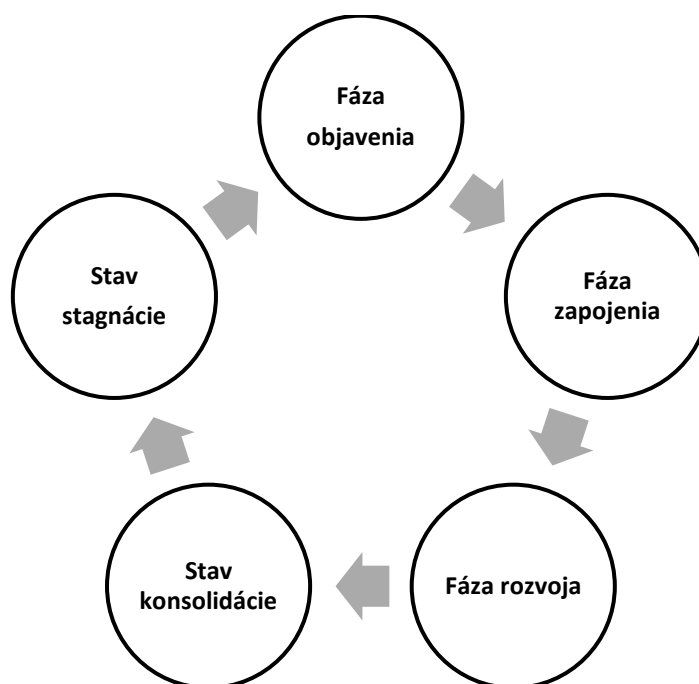 Fáza
objavenia
Fáza
zapojenia
Fáza rozvoja
Stav
konsolidácie
Stav
stagnácie